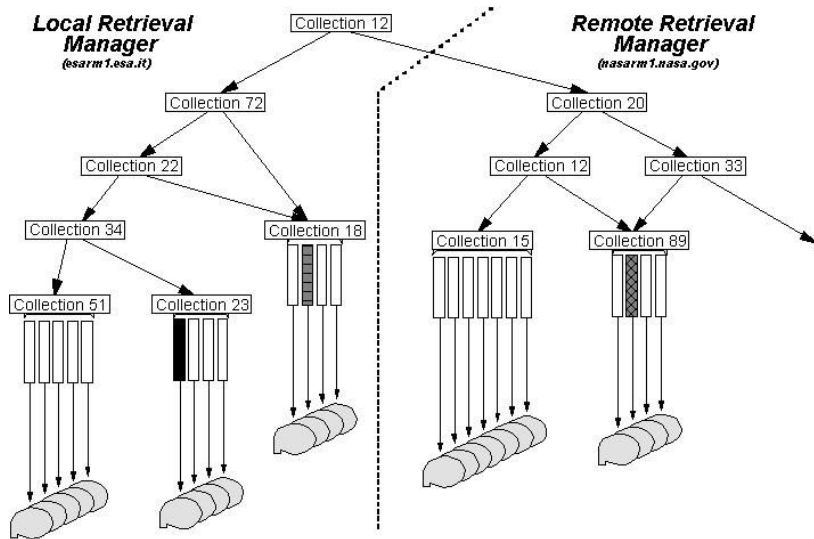 Local Retrieval
Manager
(esarm1.esa.it)
Collection 12
Remote Retrieval
Manager
(nasarm1.nasa.gov)
Collection 72
Collection 20
Collection 22
Collection 12
Collection 33
Collection 34
Collection 18
Collection 15
Collection 89
Collection 51
Collection 23